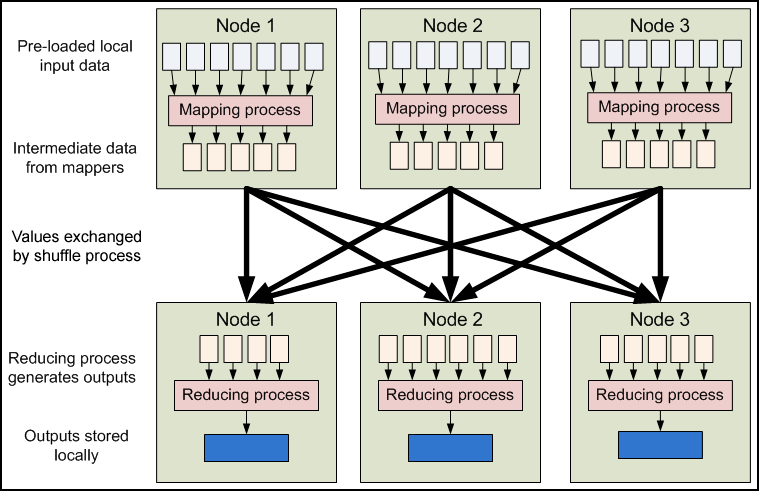 Node 1
Node 2
Node 3
Pre-loaded local
input data
Mapping process
Mapping process
Mapping process
Intermediate data
from mappers
Values exchanged
by shuffle process
Node 1
Node 2
Node 3
Reducing process
generates outputs
Reducing process
Reducing process
Reducing process
Outputs stored
locally